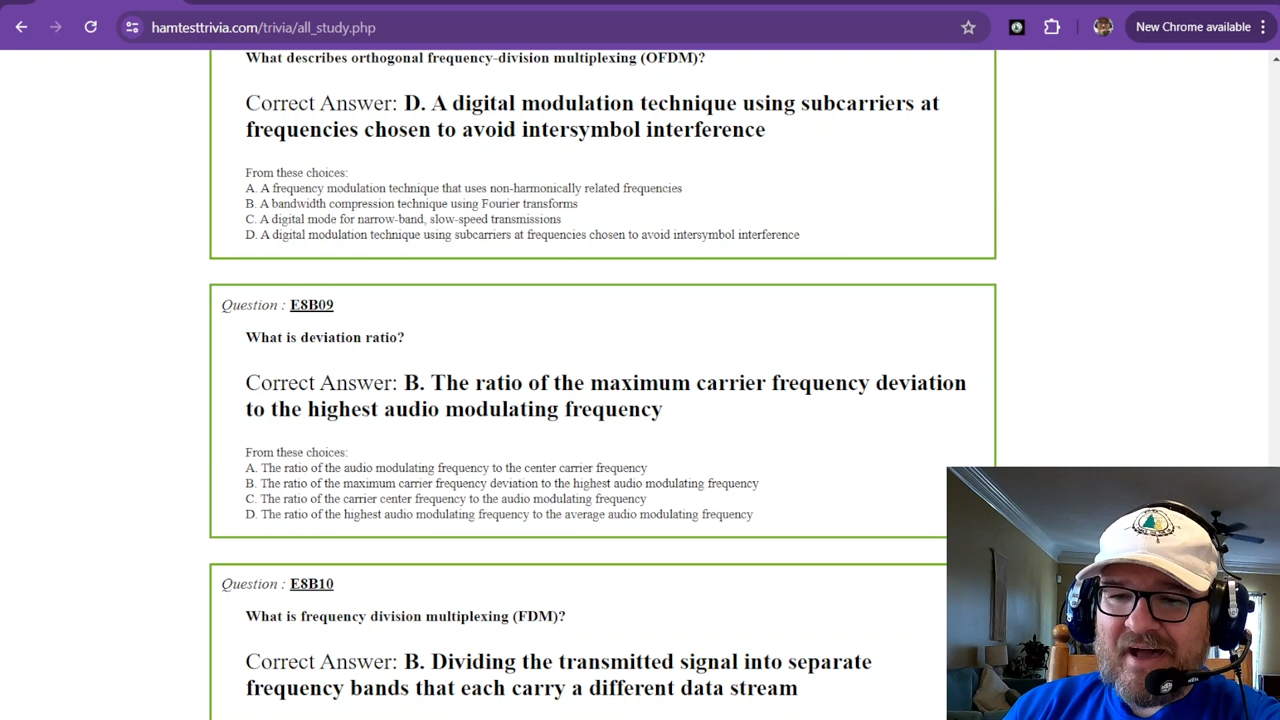 hamtesttrivia.com/trivia/all_study.php
New Chrome available
What describes orthogonal frequency-division multiplexing (OFDM)?
Correct Answer: D. A digital modulation technique using subcarriers at
frequencies chosen to avoid intersymbol interference
From these choices:
A. A frequency modulation technique that uses non-harmonically related frequencies
B. A bandwidth compression technique using Fourier transforms
C. A digital mode for narrow-band, slow-speed transmissions
D. A digital modulation technique using subcarriers at frequencies chosen to avoid intersymbol interference
Question : E8B09
What is deviation ratio?
Correct Answer: B. The ratio of the maximum carrier frequency deviation
to the highest audio modulating frequency
From these choices:
A. The ratio of the audio modulating frequency to the center carrier frequency
B. The ratio of the maximum carrier frequency deviation to the highest audio modulating frequency
C. The ratio of the carrier center frequency to the audio modulating frequency
D. The ratio of the highest audio modulating frequency to the average audio modulating frequency
Question : E8B10
What is frequency division multiplexing (FDM)?
Correct Answer: B. Dividing the transmitted signal into separate
frequency bands that each carry a different data stream